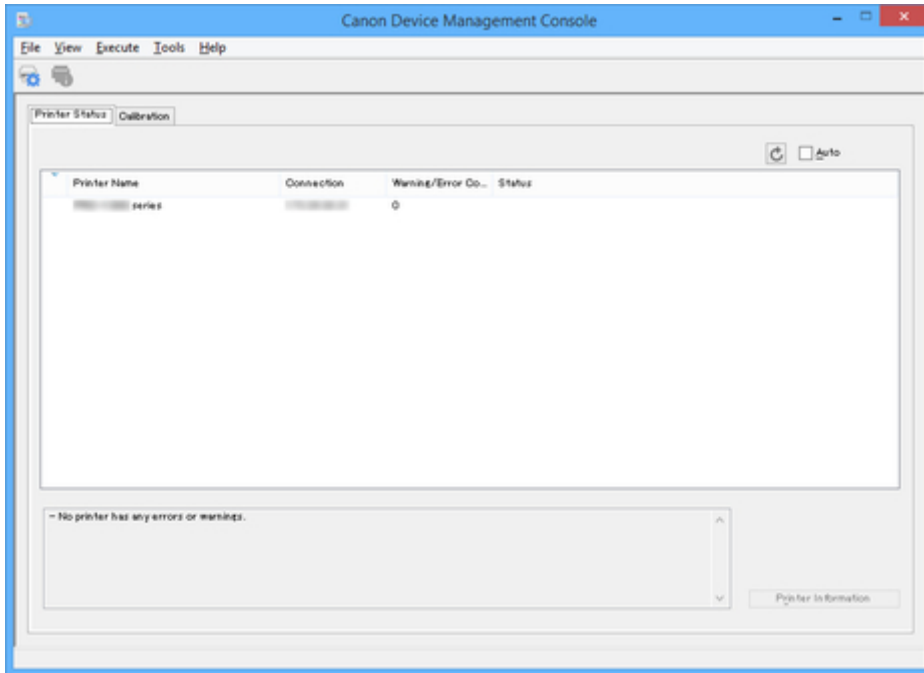 Canon Device Management Console
File View Execute Tools Help
Printer Status Calibration
Auto
Printer Name Connection Warning/Error Co... Status
series 0
- No printer has any errors or warnings.
Printer Information